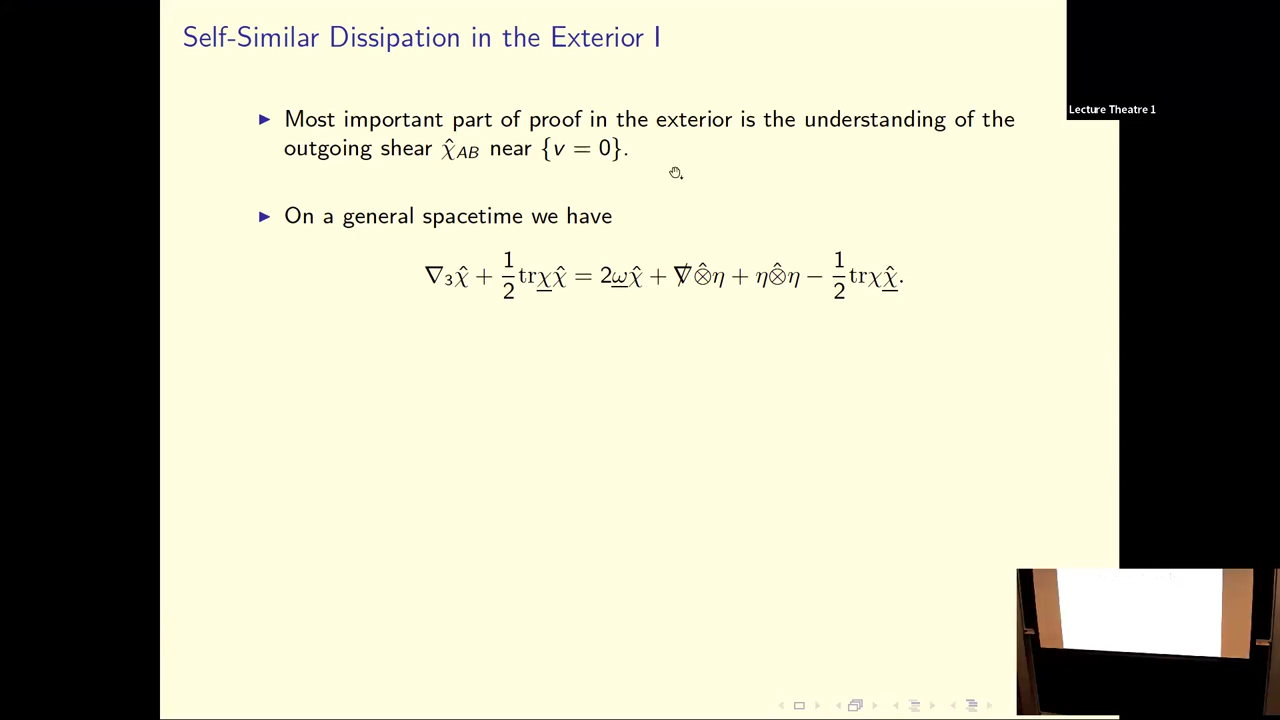 Self-Similar Dissipation in the Exterior I
Lecture Theatre 1
▶ Most important part of proof in the exterior is the understanding of the
outgoing shear χ̂_AB near {v = 0}.
▶ On a general spacetime we have
∇₃χ̂ + 1/2 trχ̲χ̂ = 2ω̲χ̂ + ∇̸⊗̂η + η⊗̂η − 1/2 trχχ̲̂.